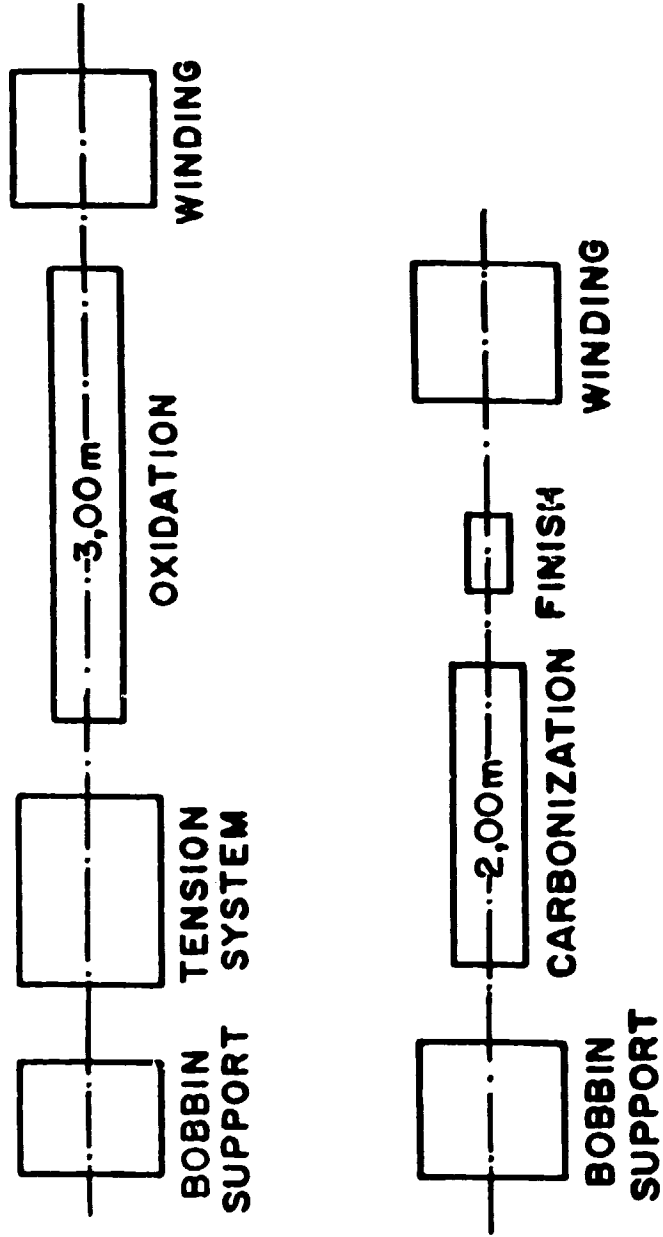 3,00m
BOBBIN
SUPPORT
TENSION
SYSTEM
OXIDATION
WINDING
2,00m
BOBBIN
SUPPORT
CARBONIZATION
FINISH
WINDING